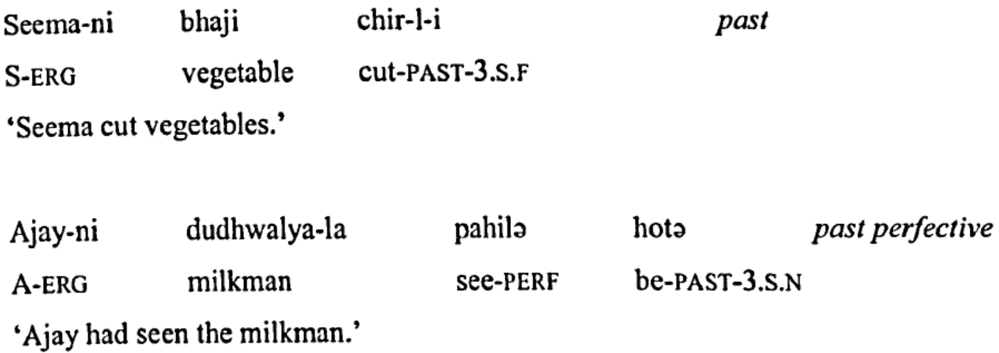 Seema-ni bhaji chir-l-i past
S-ERG vegetable cut-PAST-3.S.F
‘Seema cut vegetables.’
Ajay-ni dudhwalya-la pahilə hotə past perfective
A-ERG milkman see-PERF be-PAST-3.S.N
‘Ajay had seen the milkman.’